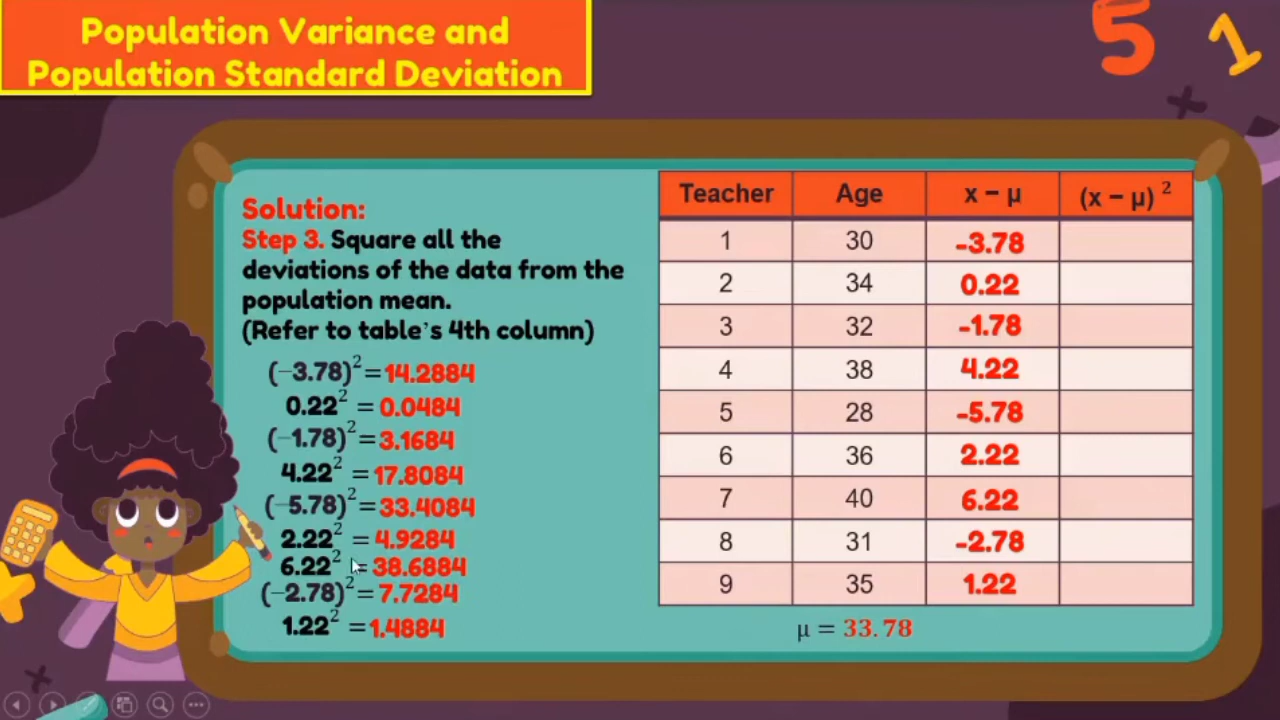 Population Variance and
Population Standard Deviation
5 1
Solution:
Step 3. Square all the
deviations of the data from the
population mean.
(Refer to table's 4th column)
(−3.78)² = 14.2884
0.22² = 0.0484
(−1.78)² = 3.1684
4.22² = 17.8084
(−5.78)² = 33.4084
2.22² = 4.9284
6.22² = 38.6884
(−2.78)² = 7.7284
1.22² = 1.4884
Teacher Age x − µ (x − µ) ²
1 30 -3.78
2 34 0.22
3 32 -1.78
4 38 4.22
5 28 -5.78
6 36 2.22
7 40 6.22
8 31 -2.78
9 35 1.22
µ = 33.78